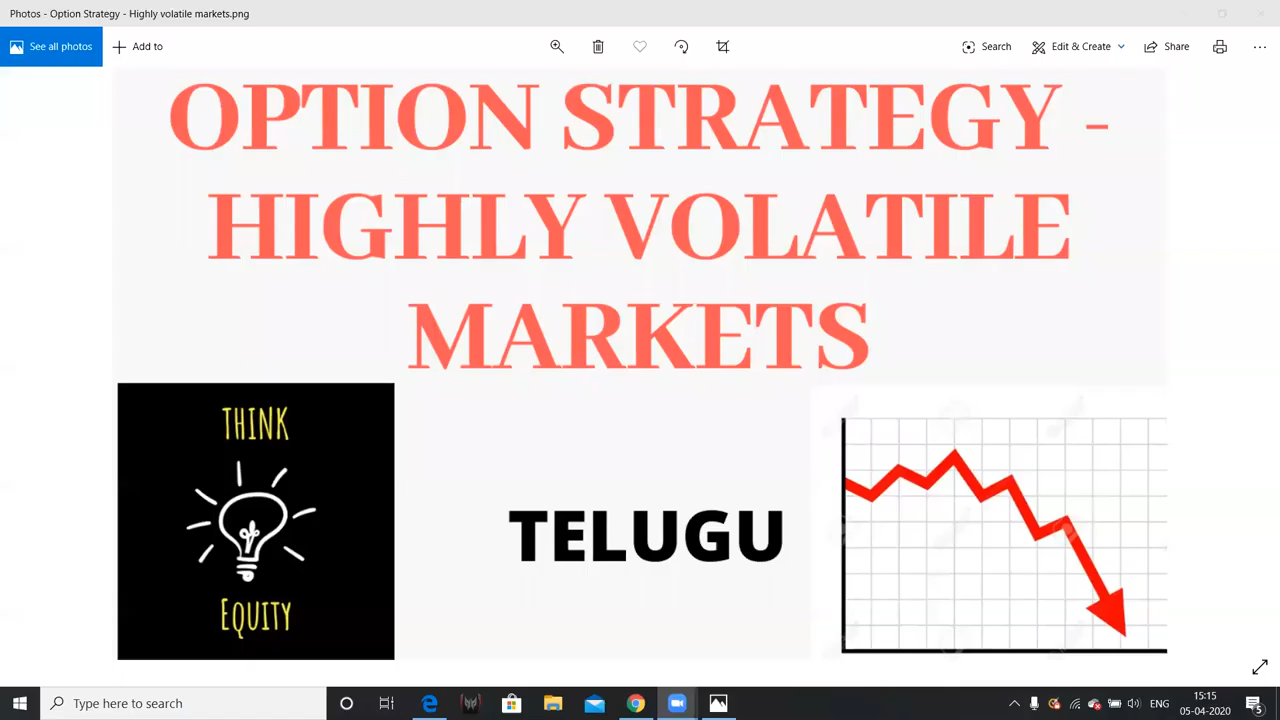 Photos - Option Strategy - Highly volatile markets.png
See all photos
Add to
Search
Edit & Create
Share
OPTION STRATEGY -
HIGHLY VOLATILE
MARKETS
THINK
EQUITY
TELUGU
Type here to search
ENG
15:15
05-04-2020
5